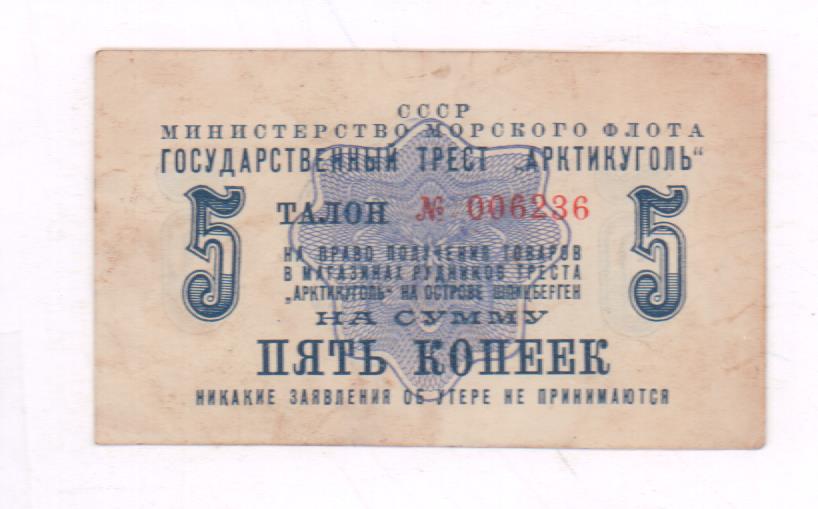 СССР
МИНИСТЕРСТВО МОРСКОГО ФЛОТА
ГОСУДАРСТВЕННЫЙ ТРЕСТ „АРКТИКУГОЛЬ“
5 ТАЛОН № 006236 5
НА ПРАВО ПОЛУЧЕНИЯ ТОВАРОВ
В МАГАЗИНАХ РУДНИКОВ ТРЕСТА
„АРКТИКУГОЛЬ“ НА ОСТРОВЕ ШПИЦБЕРГЕН
НА СУММУ
ПЯТЬ КОПЕЕК
НИКАКИЕ ЗАЯВЛЕНИЯ ОБ УТЕРЕ НЕ ПРИНИМАЮТСЯ